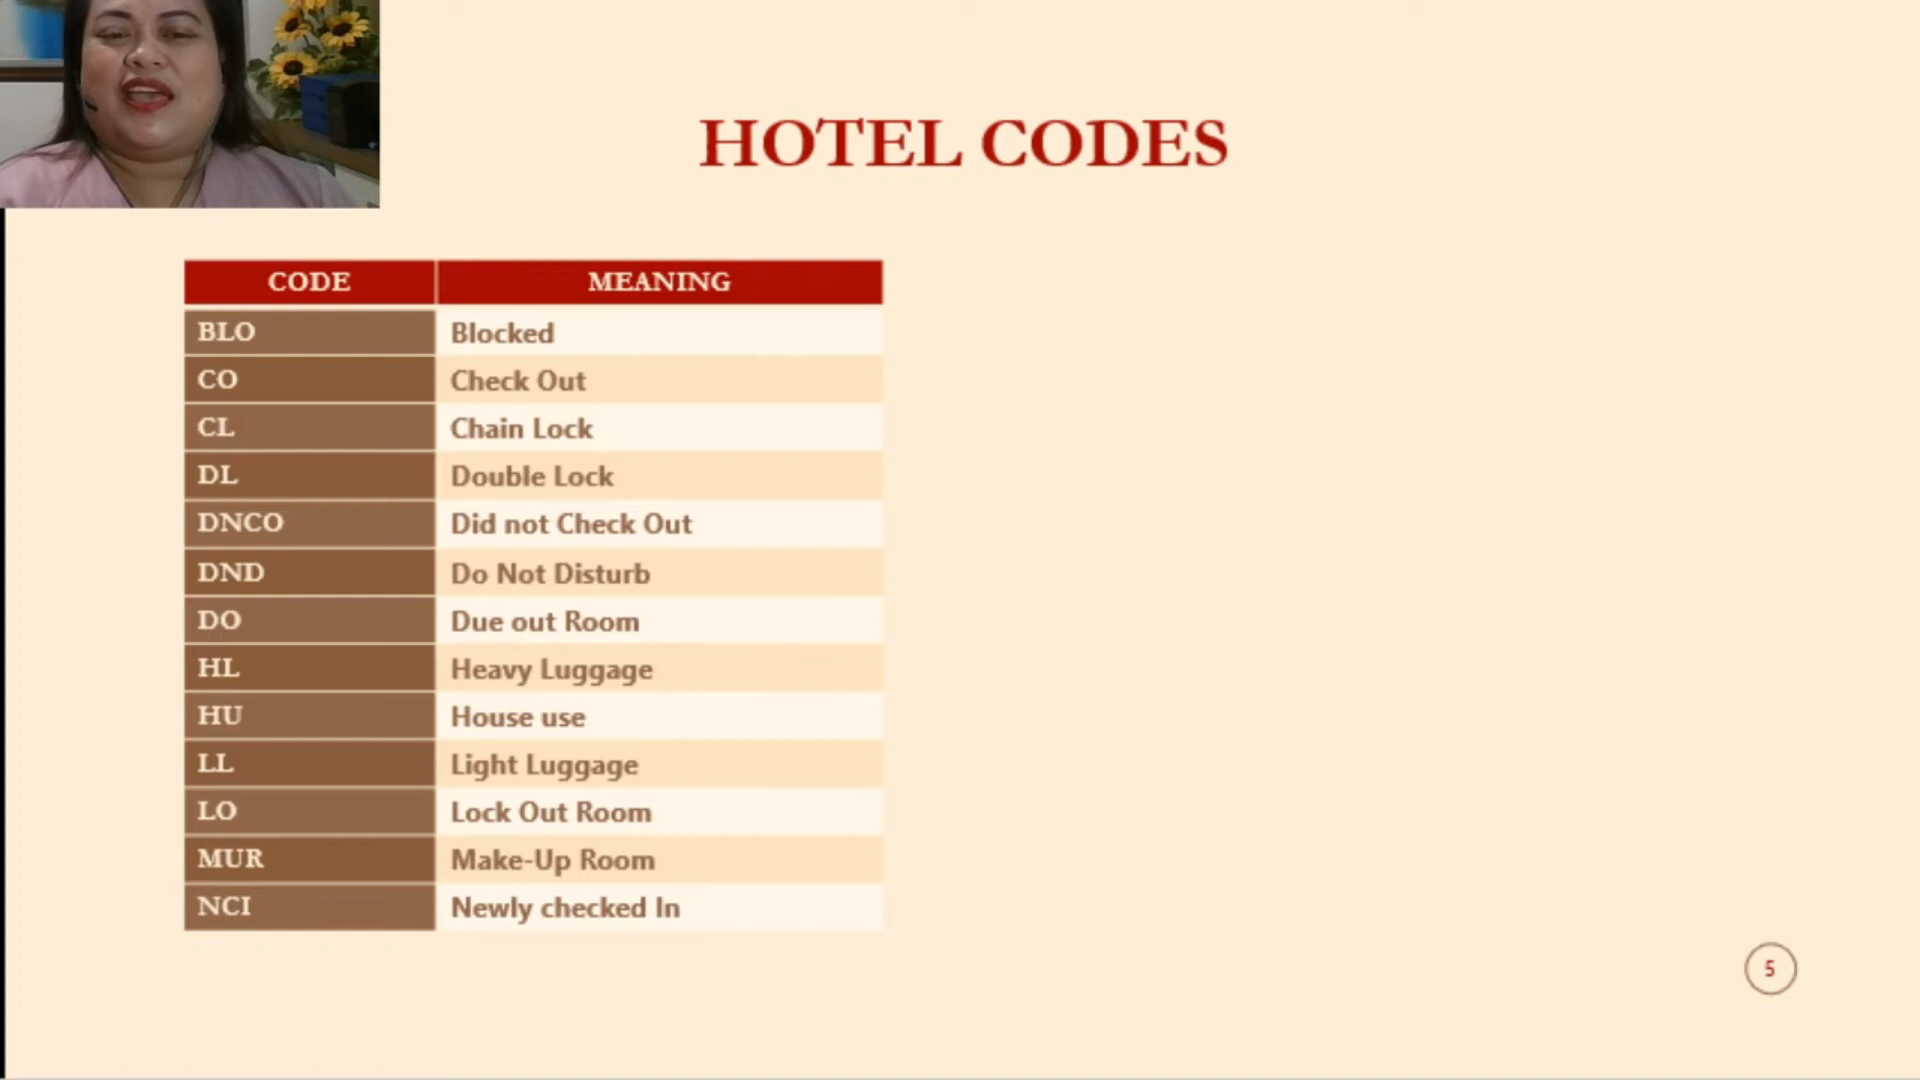 HOTEL CODES
CODE MEANING
BLO Blocked
CO Check Out
CL Chain Lock
DL Double Lock
DNCO Did not Check Out
DND Do Not Disturb
DO Due out Room
HL Heavy Luggage
HU House use
LL Light Luggage
LO Lock Out Room
MUR Make-Up Room
NCI Newly checked In
5